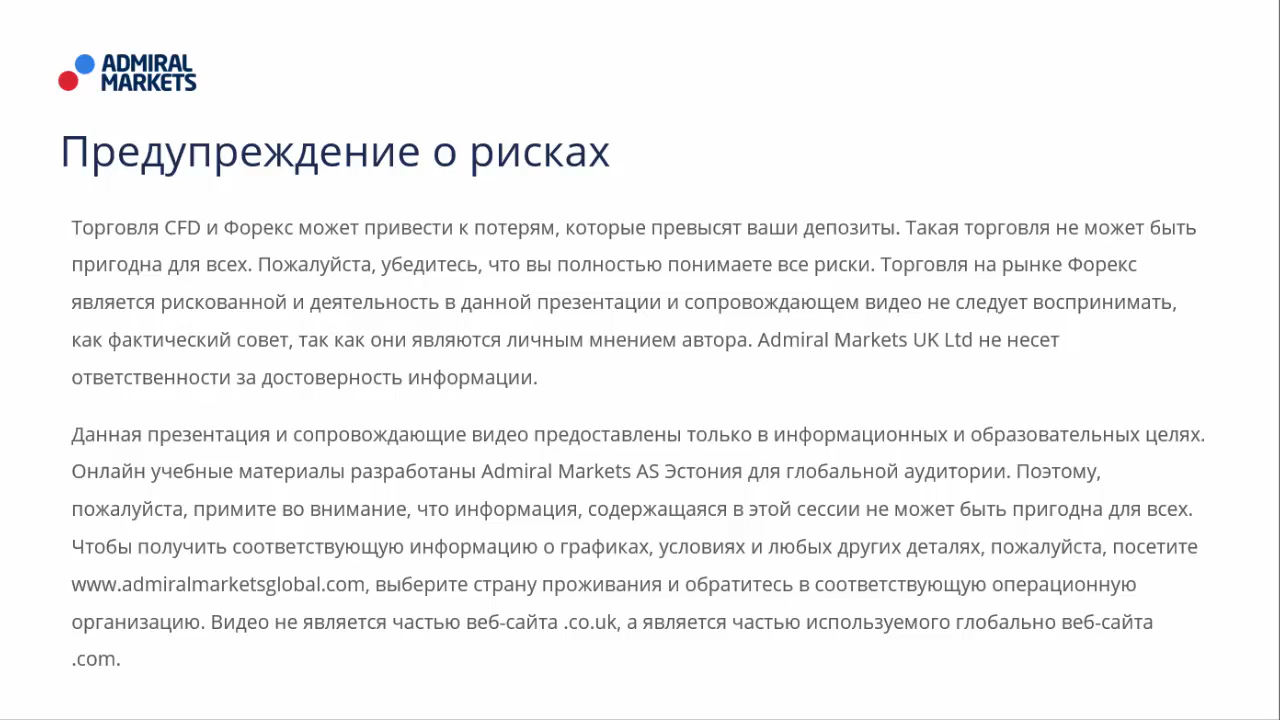 ADMIRAL
MARKETS
Предупреждение о рисках
Торговля CFD и Форекс может привести к потерям, которые превысят ваши депозиты. Такая торговля не может быть
пригодна для всех. Пожалуйста, убедитесь, что вы полностью понимаете все риски. Торговля на рынке Форекс
является рискованной и деятельность в данной презентации и сопровождающем видео не следует воспринимать,
как фактический совет, так как они являются личным мнением автора. Admiral Markets UK Ltd не несет
ответственности за достоверность информации.
Данная презентация и сопровождающие видео предоставлены только в информационных и образовательных целях.
Онлайн учебные материалы разработаны Admiral Markets AS Эстония для глобальной аудитории. Поэтому,
пожалуйста, примите во внимание, что информация, содержащаяся в этой сессии не может быть пригодна для всех.
Чтобы получить соответствующую информацию о графиках, условиях и любых других деталях, пожалуйста, посетите
www.admiralmarketsglobal.com, выберите страну проживания и обратитесь в соответствующую операционную
организацию. Видео не является частью веб-сайта .co.uk, а является частью используемого глобально веб-сайта
.com.